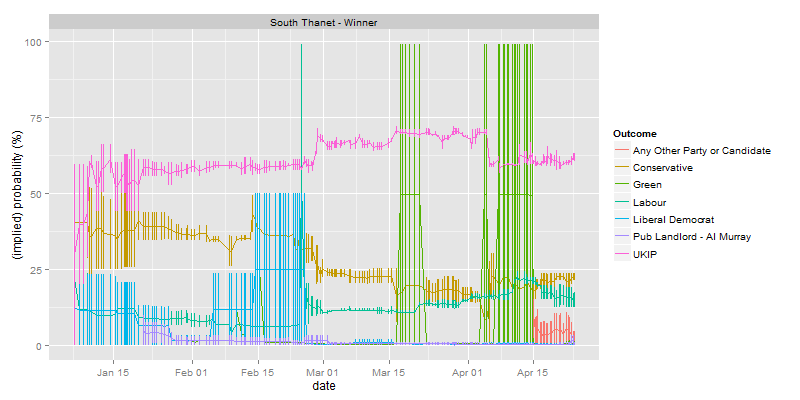 South Thanet - Winner
100
75
50
25
0
(implied) probability (%)
Jan 15
Feb 01
Feb 15
Mar 01
Mar 15
Apr 01
Apr 15
date
Outcome
Any Other Party or Candidate
Conservative
Green
Labour
Liberal Democrat
Pub Landlord - Al Murray
UKIP